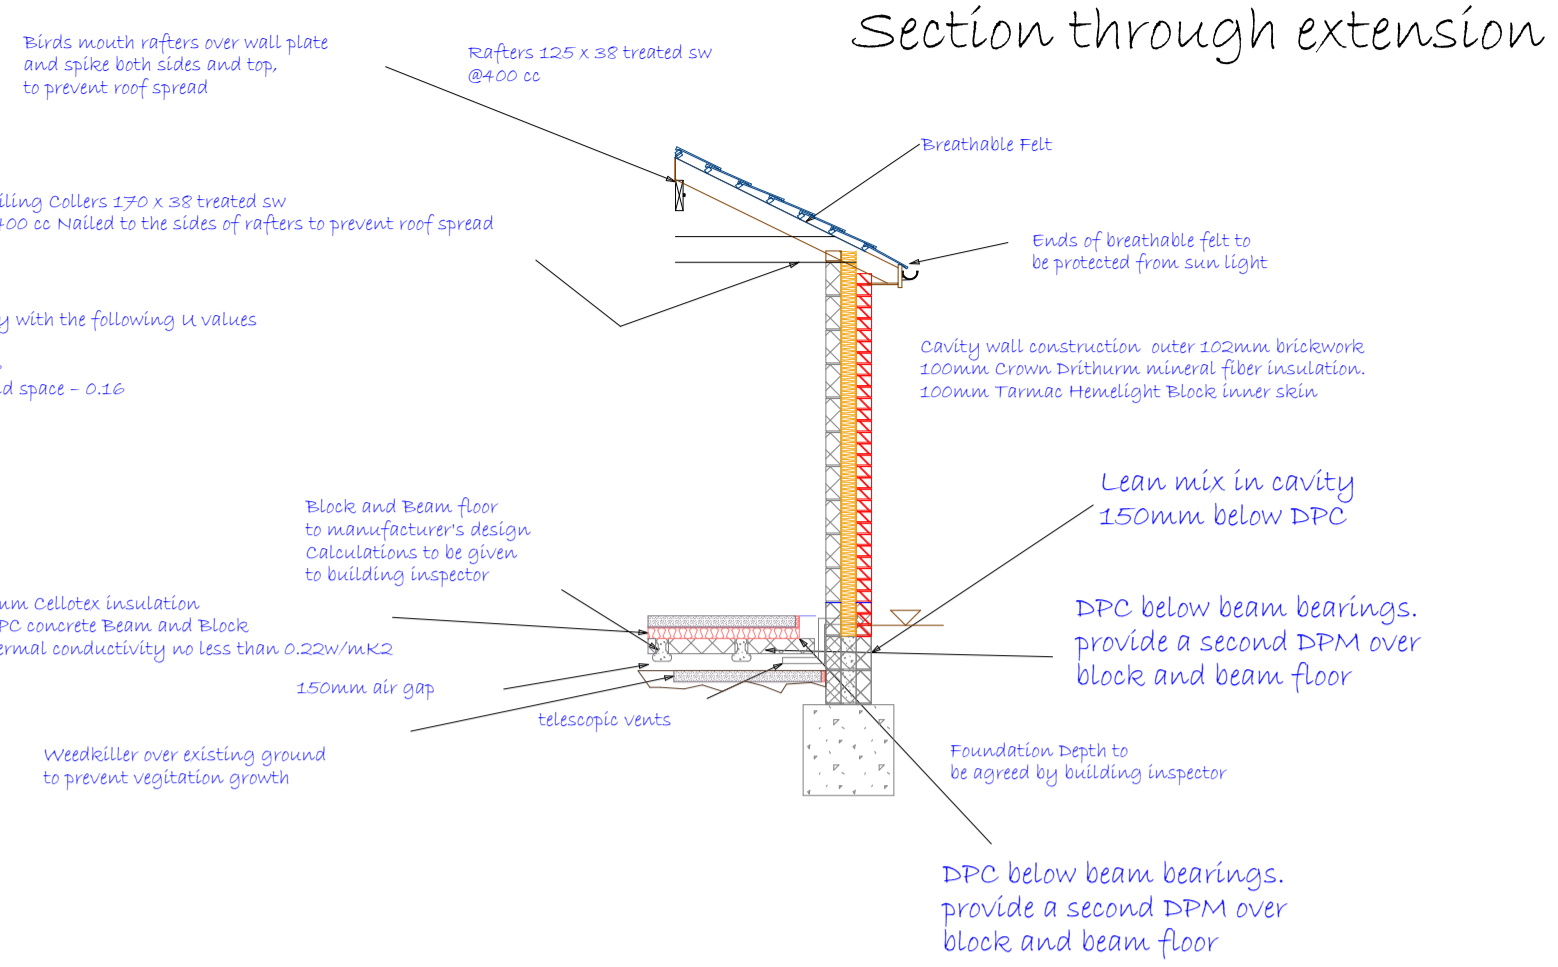 Section through extension
Birds mouth rafters over wall plate
and spike both sides and top,
to prevent roof spread
Rafters 125 x 38 treated sw
@400 cc
Breathable Felt
iling Collers 170 x 38 treated sw
400 cc Nailed to the sides of rafters to prevent roof spread
Ends of breathable felt to
be protected from sun light
y with the following U values
d space - 0.16
Cavity wall construction outer 102mm brickwork
100mm Crown Drithurm mineral fiber insulation.
100mm Tarmac Hemelight Block inner skin
Lean mix in cavity
150mm below DPC
Block and Beam floor
to manufacturer's design
Calculations to be given
to building inspector
mm Cellotex insulation
PC concrete Beam and Block
ermal conductivity no less than 0.22w/mK2
DPC below beam bearings.
provide a second DPM over
block and beam floor
150mm air gap
telescopic vents
Weedkiller over existing ground
to prevent vegitation growth
Foundation Depth to
be agreed by building inspector
DPC below beam bearings.
provide a second DPM over
block and beam floor